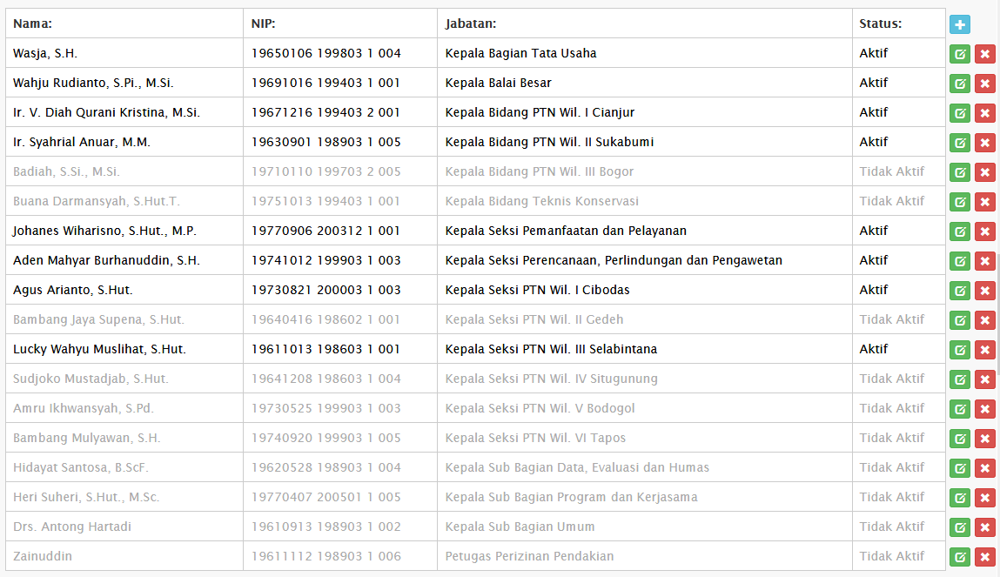 Nama: NIP: Jabatan: Status:
Wasja, S.H. 19650106 199803 1 004 Kepala Bagian Tata Usaha Aktif
Wahju Rudianto, S.Pi., M.Si. 19691016 199403 1 001 Kepala Balai Besar Aktif
Ir. V. Diah Qurani Kristina, M.Si. 19671216 199403 2 001 Kepala Bidang PTN Wil. I Cianjur Aktif
Ir. Syahrial Anuar, M.M. 19630901 198903 1 005 Kepala Bidang PTN Wil. II Sukabumi Aktif
Badiah, S.Si., M.Si. 19710110 199703 2 005 Kepala Bidang PTN Wil. III Bogor Tidak Aktif
Buana Darmansyah, S.Hut.T. 19751013 199403 1 001 Kepala Bidang Teknis Konservasi Tidak Aktif
Johanes Wiharisno, S.Hut., M.P. 19770906 200312 1 001 Kepala Seksi Pemanfaatan dan Pelayanan Aktif
Aden Mahyar Burhanuddin, S.H. 19741012 199903 1 003 Kepala Seksi Perencanaan, Perlindungan dan Pengawetan Aktif
Agus Arianto, S.Hut. 19730821 200003 1 003 Kepala Seksi PTN Wil. I Cibodas Aktif
Bambang Jaya Supena, S.Hut. 19640416 198602 1 001 Kepala Seksi PTN Wil. II Gedeh Tidak Aktif
Lucky Wahyu Muslihat, S.Hut. 19611013 198603 1 001 Kepala Seksi PTN Wil. III Selabintana Aktif
Sudjoko Mustadjab, S.Hut. 19641208 198603 1 004 Kepala Seksi PTN Wil. IV Situgunung Tidak Aktif
Amru Ikhwansyah, S.Pd. 19730525 199903 1 003 Kepala Seksi PTN Wil. V Bodogol Tidak Aktif
Bambang Mulyawan, S.H. 19740920 199903 1 005 Kepala Seksi PTN Wil. VI Tapos Tidak Aktif
Hidayat Santosa, B.ScF. 19620528 198903 1 004 Kepala Sub Bagian Data, Evaluasi dan Humas Tidak Aktif
Heri Suheri, S.Hut., M.Sc. 19770407 200501 1 005 Kepala Sub Bagian Program dan Kerjasama Tidak Aktif
Drs. Antong Hartadi 19610913 198903 1 002 Kepala Sub Bagian Umum Tidak Aktif
Zainuddin 19611112 198903 1 006 Petugas Perizinan Pendakian Tidak Aktif